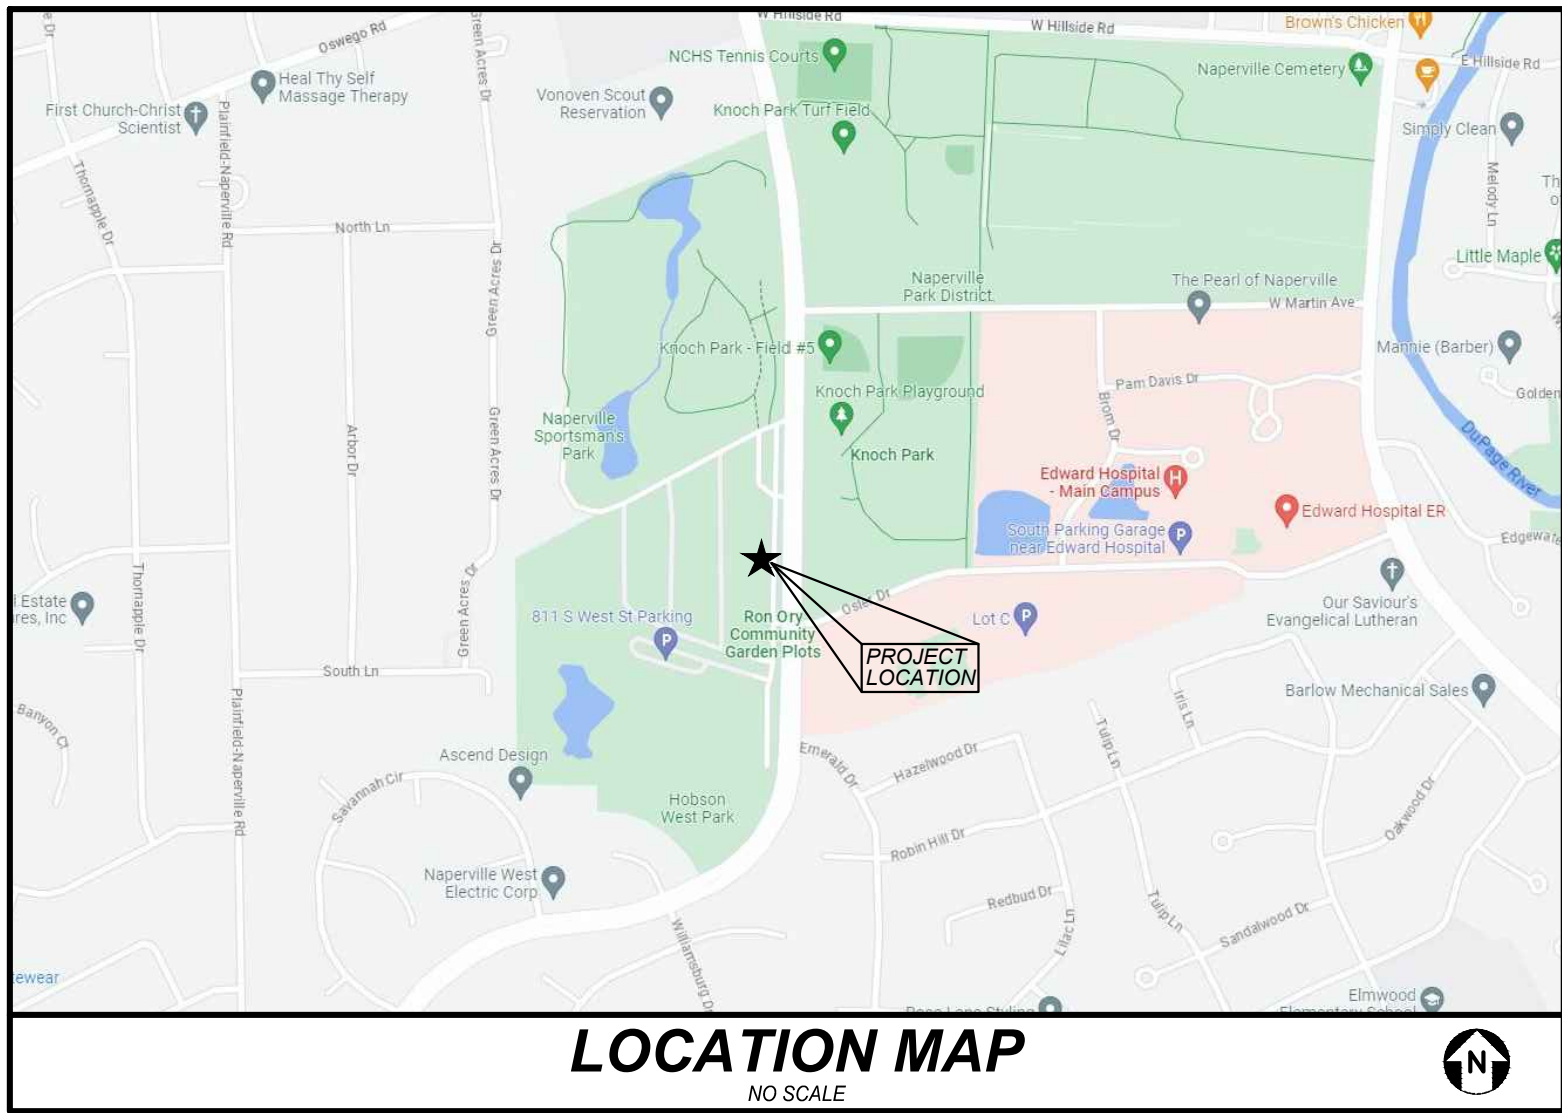 W Hillside Rd
W Hillside Rd
Brown's Chicken
Oswego Rd
Green Acres Dr
NCHS Tennis Courts
Naperville Cemetery
E Hillside Rd
Heal Thy Self
Massage Therapy
Vonoven Scout
Reservation
Knoch Park Turf Field
First Church-Christ
Scientist
Simply Clean
Plainfield-Naperville Rd
Thornapple Dr
Melody Ln
North Ln
Green Acres Dr
Little Maple
Naperville
Park District
The Pearl of Naperville
W Martin Ave
Knoch Park - Field #5
Mannie (Barber)
Pam Davis Dr
Knoch Park Playground
Golden
Brom Dr
Naperville
Sportsman's
Park
Green Acres Dr
Arbor Dr
Knoch Park
DuPage River
Edward Hospital
- Main Campus
Edward Hospital ER
South Parking Garage
near Edward Hospital
Edgewate
Thornapple Dr
Green Acres Dr
l Estate
res, Inc
811 S West St Parking
Ron Ory
Community
Garden Plots
Osler Dr
Lot C
Our Saviour's
Evangelical Lutheran
PROJECT
LOCATION
South Ln
Plainfield-Naperville Rd
Banyon Ct
Iris Ln
Barlow Mechanical Sales
Tulip Ln
Ascend Design
Emerald Dr
Hazelwood Dr
Savannah Cir
Hobson
West Park
Oakwood Dr
Robin Hill Dr
Naperville West
Electric Corp
Redbud Dr
Tulip Ln
Lilac Ln
Sandalwood Dr
Williamsburg Dr
tewear
Elmwood
Elementary School
LOCATION MAP
NO SCALE
N